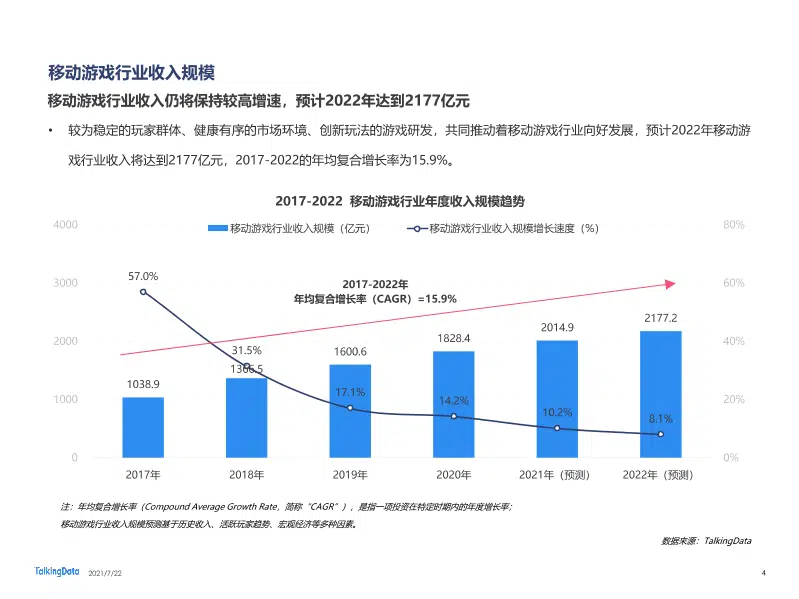 移动游戏行业收入规模
移动游戏行业收入仍将保持较高增速，预计2022年达到2177亿元
• 较为稳定的玩家群体、健康有序的市场环境、创新玩法的游戏研发，共同推动着移动游戏行业向好发展，预计2022年移动游
戏行业收入将达到2177亿元，2017-2022的年均复合增长率为15.9%。
2017-2022 移动游戏行业年度收入规模趋势
移动游戏行业收入规模（亿元） 移动游戏行业收入规模增长速度（%）
4000 80%
3000 60%
2000 40%
1000 20%
0 0%
2017-2022年
年均复合增长率（CAGR）=15.9%
57.0% 31.5% 17.1% 14.2% 10.2% 8.1%
1038.9 1366.5 1600.6 1828.4 2014.9 2177.2
2017年 2018年 2019年 2020年 2021年（预测） 2022年（预测）
注：年均复合增长率（Compound Average Growth Rate，简称“CAGR”），是指一项投资在特定时期内的年度增长率；
移动游戏行业收入规模预测基于历史收入、活跃玩家趋势、宏观经济等多种因素。
数据来源：TalkingData
TalkingData 2021/7/22 4